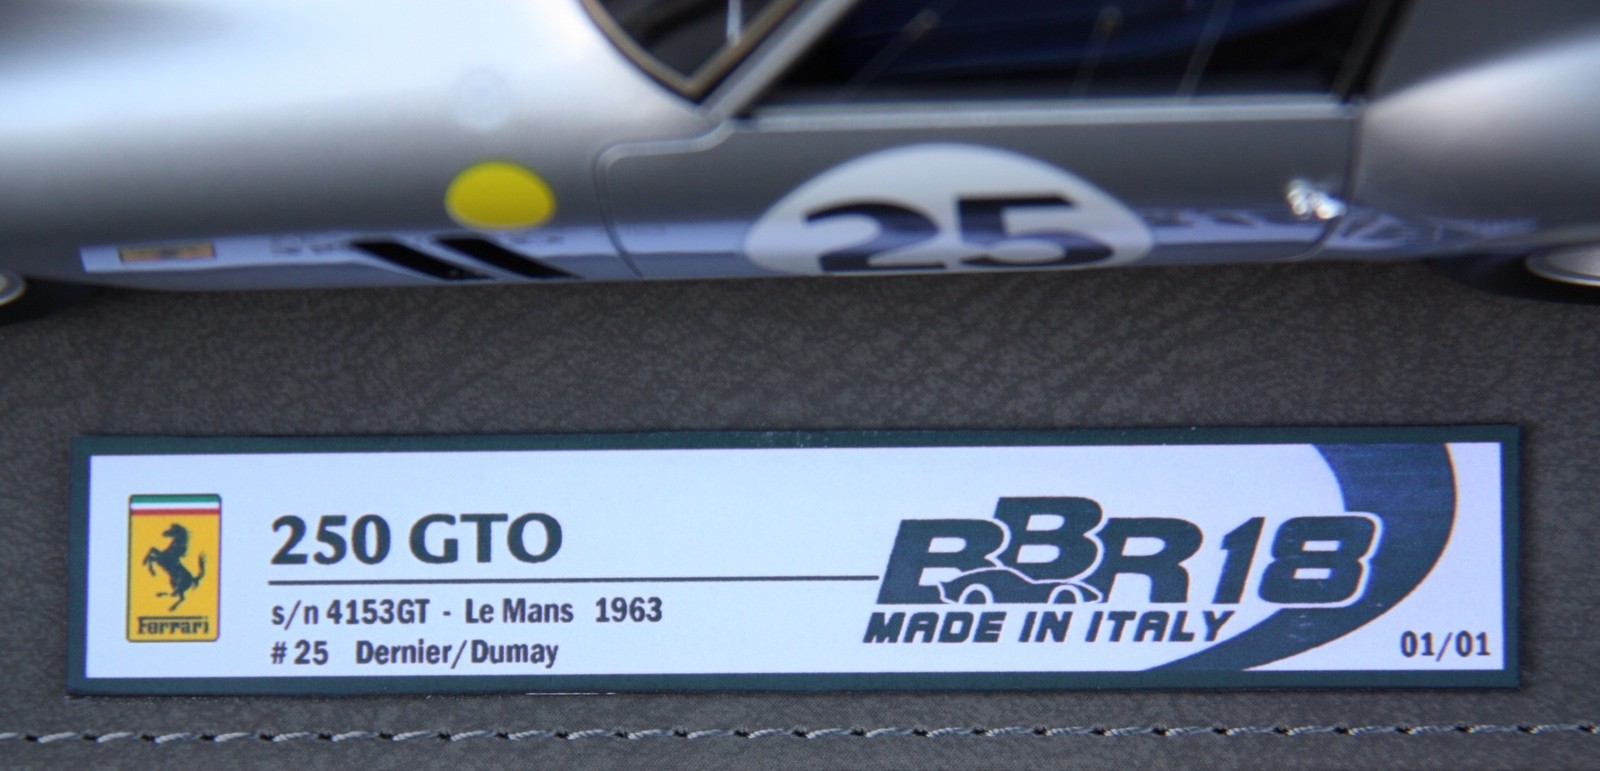 25
250 GTO
s/n 4153GT - Le Mans 1963
# 25 Dernier/Dumay
Ferrari
BBR18
MADE IN ITALY
01/01